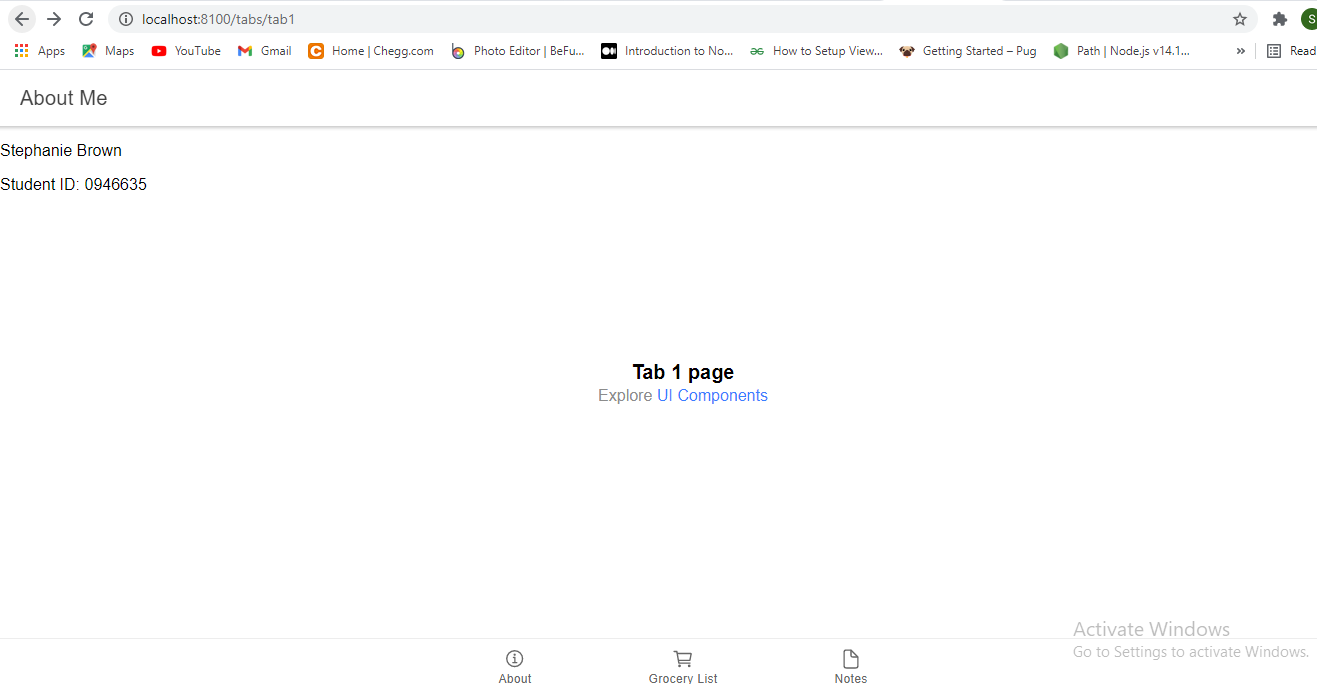 localhost:8100/tabs/tab1
S
Apps Maps YouTube Gmail Home | Chegg.com Photo Editor | BeFu... Introduction to No... How to Setup View... Getting Started – Pug Path | Node.js v14.1... » Read
About Me
Stephanie Brown
Student ID: 0946635
Tab 1 page
Explore UI Components
Activate Windows
Go to Settings to activate Windows.
About Grocery List Notes